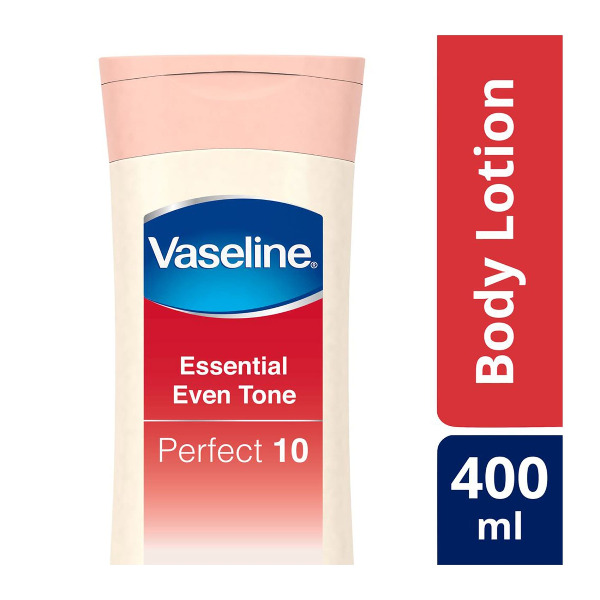 Vaseline®
Essential
Even Tone
Perfect 10
Body Lotion
400
ml